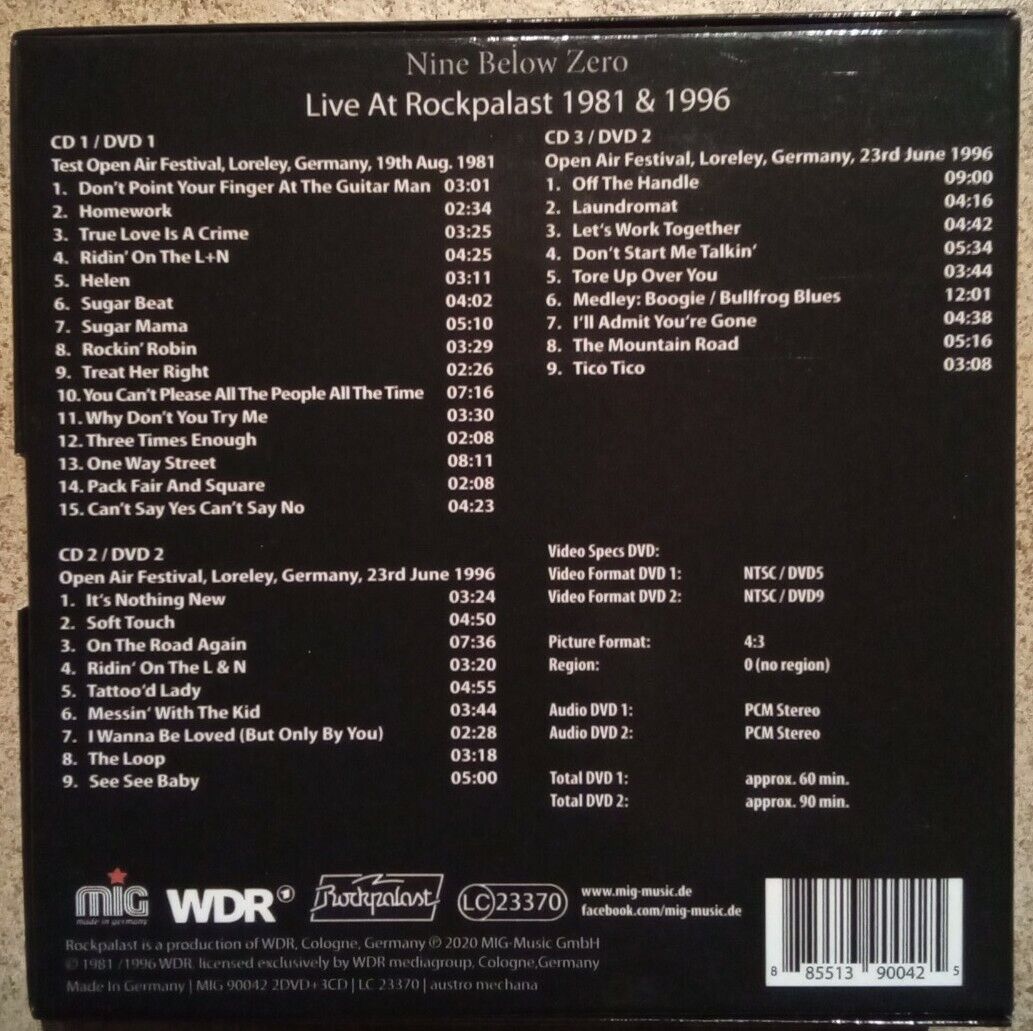 Nine Below Zero
Live At Rockpalast 1981 & 1996
CD 1 / DVD 1
Test Open Air Festival, Loreley, Germany, 19th Aug. 1981
1. Don't Point Your Finger At The Guitar Man 03:01
2. Homework 02:34
3. True Love Is A Crime 03:25
4. Ridin' On The L+N 04:25
5. Helen 03:11
6. Sugar Beat 04:02
7. Sugar Mama 05:10
8. Rockin' Robin 03:29
9. Treat Her Right 02:26
10. You Can't Please All The People All The Time 07:16
11. Why Don't You Try Me 03:30
12. Three Times Enough 02:08
13. One Way Street 08:11
14. Pack Fair And Square 02:08
15. Can't Say Yes Can't Say No 04:23
CD 2 / DVD 2
Open Air Festival, Loreley, Germany, 23rd June 1996
1. It's Nothing New 03:24
2. Soft Touch 04:50
3. On The Road Again 07:36
4. Ridin' On The L & N 03:20
5. Tattoo'd Lady 04:55
6. Messin' With The Kid 03:44
7. I Wanna Be Loved (But Only By You) 02:28
8. The Loop 03:18
9. See See Baby 05:00
CD 3 / DVD 2
Open Air Festival, Loreley, Germany, 23rd June 1996
1. Off The Handle 09:00
2. Laundromat 04:16
3. Let's Work Together 04:42
4. Don't Start Me Talkin' 05:34
5. Tore Up Over You 03:44
6. Medley: Boogie / Bullfrog Blues 12:01
7. I'll Admit You're Gone 04:38
8. The Mountain Road 05:16
9. Tico Tico 03:08
Video Specs DVD:
Video Format DVD 1: NTSC / DVD5
Video Format DVD 2: NTSC / DVD9
Picture Format: 4:3
Region: 0 (no region)
Audio DVD 1: PCM Stereo
Audio DVD 2: PCM Stereo
Total DVD 1: approx. 60 min.
Total DVD 2: approx. 90 min.
mig
made in germany
WDR
Rockpalast
LC 23370
www.mig-music.de
facebook.com/mig-music.de
Rockpalast is a production of WDR, Cologne, Germany ℗ 2020 MIG-Music GmbH
© 1981 /1996 WDR, licensed exclusively by WDR mediagroup, Cologne,Germany
Made In Germany | MIG 90042 2DVD+3CD | LC 23370 | austro mechana
8 85513 90042 5